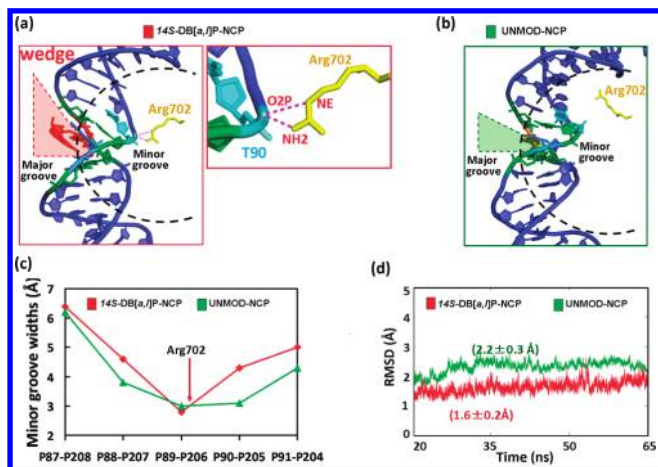 (a)
14S-DB[a,l]P-NCP
wedge
Arg702
Major groove
Minor groove
Arg702
O2P
NE
NH2
T90
(b)
UNMOD-NCP
Arg702
Major groove
Minor groove
(c)
Minor groove widths (Å)
7
6
5
4
3
2
14S-DB[a,l]P-NCP
UNMOD-NCP
Arg702
P87-P208
P88-P207
P89-P206
P90-P205
P91-P204
(d)
RMSD (Å)
5
4
3
2
1
0
14S-DB[a,l]P-NCP
UNMOD-NCP
(2.2±0.3 Å)
(1.6±0.2Å)
20
35
50
65
Time (ns)